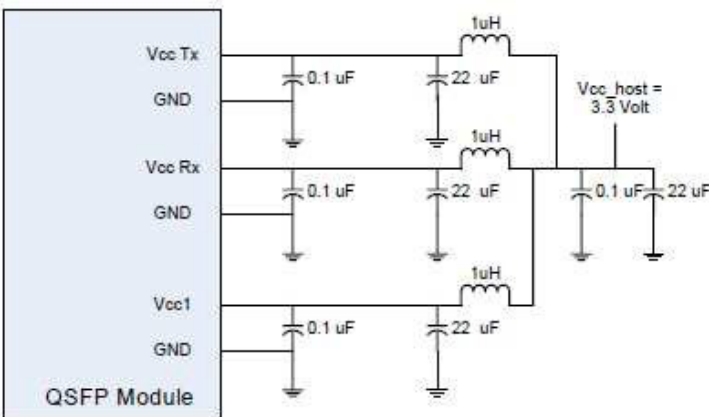 1uH
Vcc Tx
0.1 uF
22 uF
GND
Vcc_host =
3.3 Volt
1uH
Vcc Rx
0.1 uF
22 uF
0.1 uF
22 uF
GND
1uH
Vcc1
0.1 uF
22 uF
GND
QSFP Module